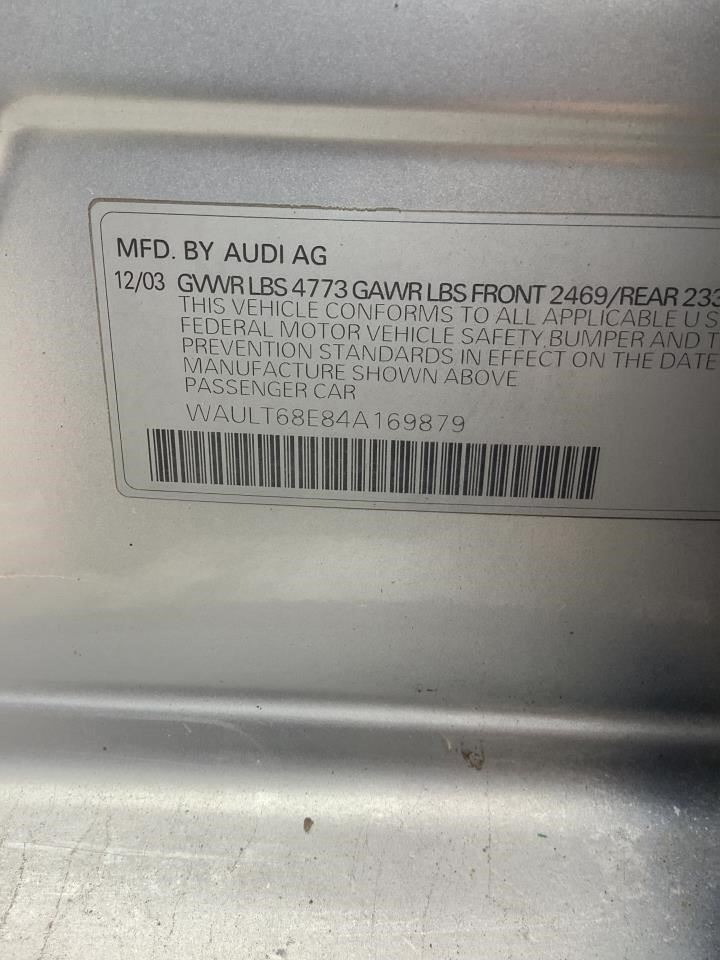 MFD. BY AUDI AG
12/03 GVWR LBS 4773 GAWR LBS FRONT 2469/REAR 233
THIS VEHICLE CONFORMS TO ALL APPLICABLE U S
FEDERAL MOTOR VEHICLE SAFETY BUMPER AND T
PREVENTION STANDARDS IN EFFECT ON THE DATE
MANUFACTURE SHOWN ABOVE
PASSENGER CAR
WAULT68E84A169879